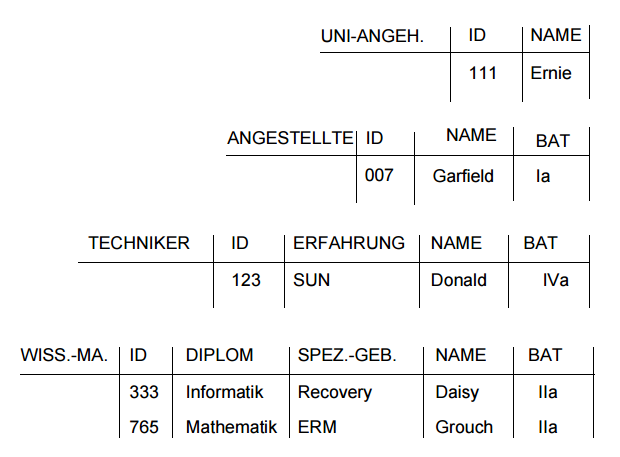 UNI-ANGEH. ID NAME
111 Ernie
ANGESTELLTE ID NAME BAT
007 Garfield Ia
TECHNIKER ID ERFAHRUNG NAME BAT
123 SUN Donald IVa
WISS.-MA. ID DIPLOM SPEZ.-GEB. NAME BAT
333 Informatik Recovery Daisy IIa
765 Mathematik ERM Grouch IIa